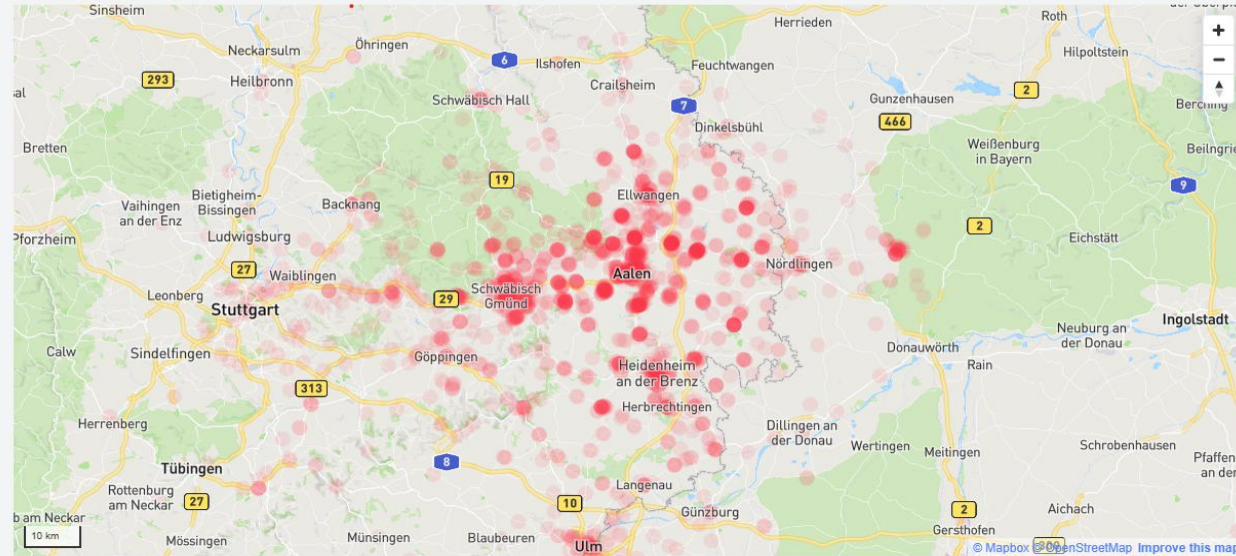 Sinsheim
Öhringen
Herrieden
Roth
+
Neckarsulm
6
Ilshofen
Feuchtwangen
Hilpoltstein
−
293
Heilbronn
Crailsheim
2
Schwäbisch Hall
7
Gunzenhausen
Berching
466
Dinkelsbühl
Bretten
Weißenburg
in Bayern
Beilngrie
19
9
Ellwangen
Bietigheim-
Bissingen
Backnang
Vaihingen
an der Enz
2
Pforzheim
Ludwigsburg
Eichstätt
27
Waiblingen
Aalen
Nördlingen
Leonberg
29
Schwäbisch
Gmünd
Stuttgart
Ingolstadt
Neuburg an
der Donau
Calw
Sindelfingen
Göppingen
Donauwörth
Heidenheim
an der Brenz
Rain
313
Herbrechtingen
Herrenberg
Dillingen an
der Donau
Wertingen
Meitingen
Schrobenhausen
Pfaffen
an der
Tübingen
8
Rottenburg
am Neckar
27
Langenau
10
Günzburg
2
Aichach
b am Neckar
10 km
Mössingen
Münsingen
Blaubeuren
Ulm
Gersthofen
300
© Mapbox © OpenStreetMap Improve this map